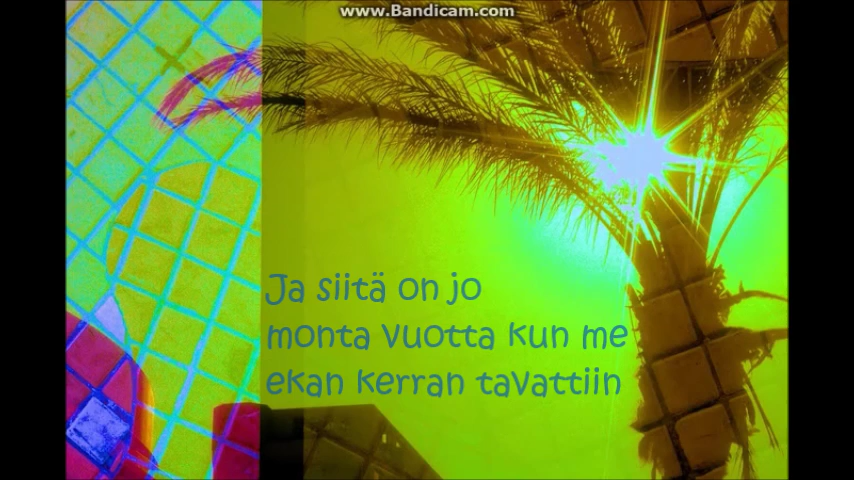 www.Bandicam.com
Ja siitä on jo
monta vuotta kun me
ekan kerran tavattiin